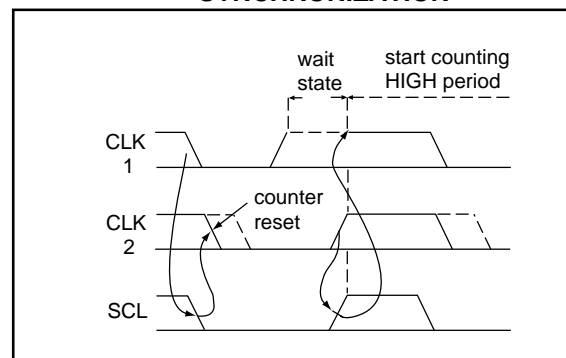 SYNCHRONIZATION
wait
state
start counting
HIGH period
CLK
1
counter
reset
CLK
2
SCL